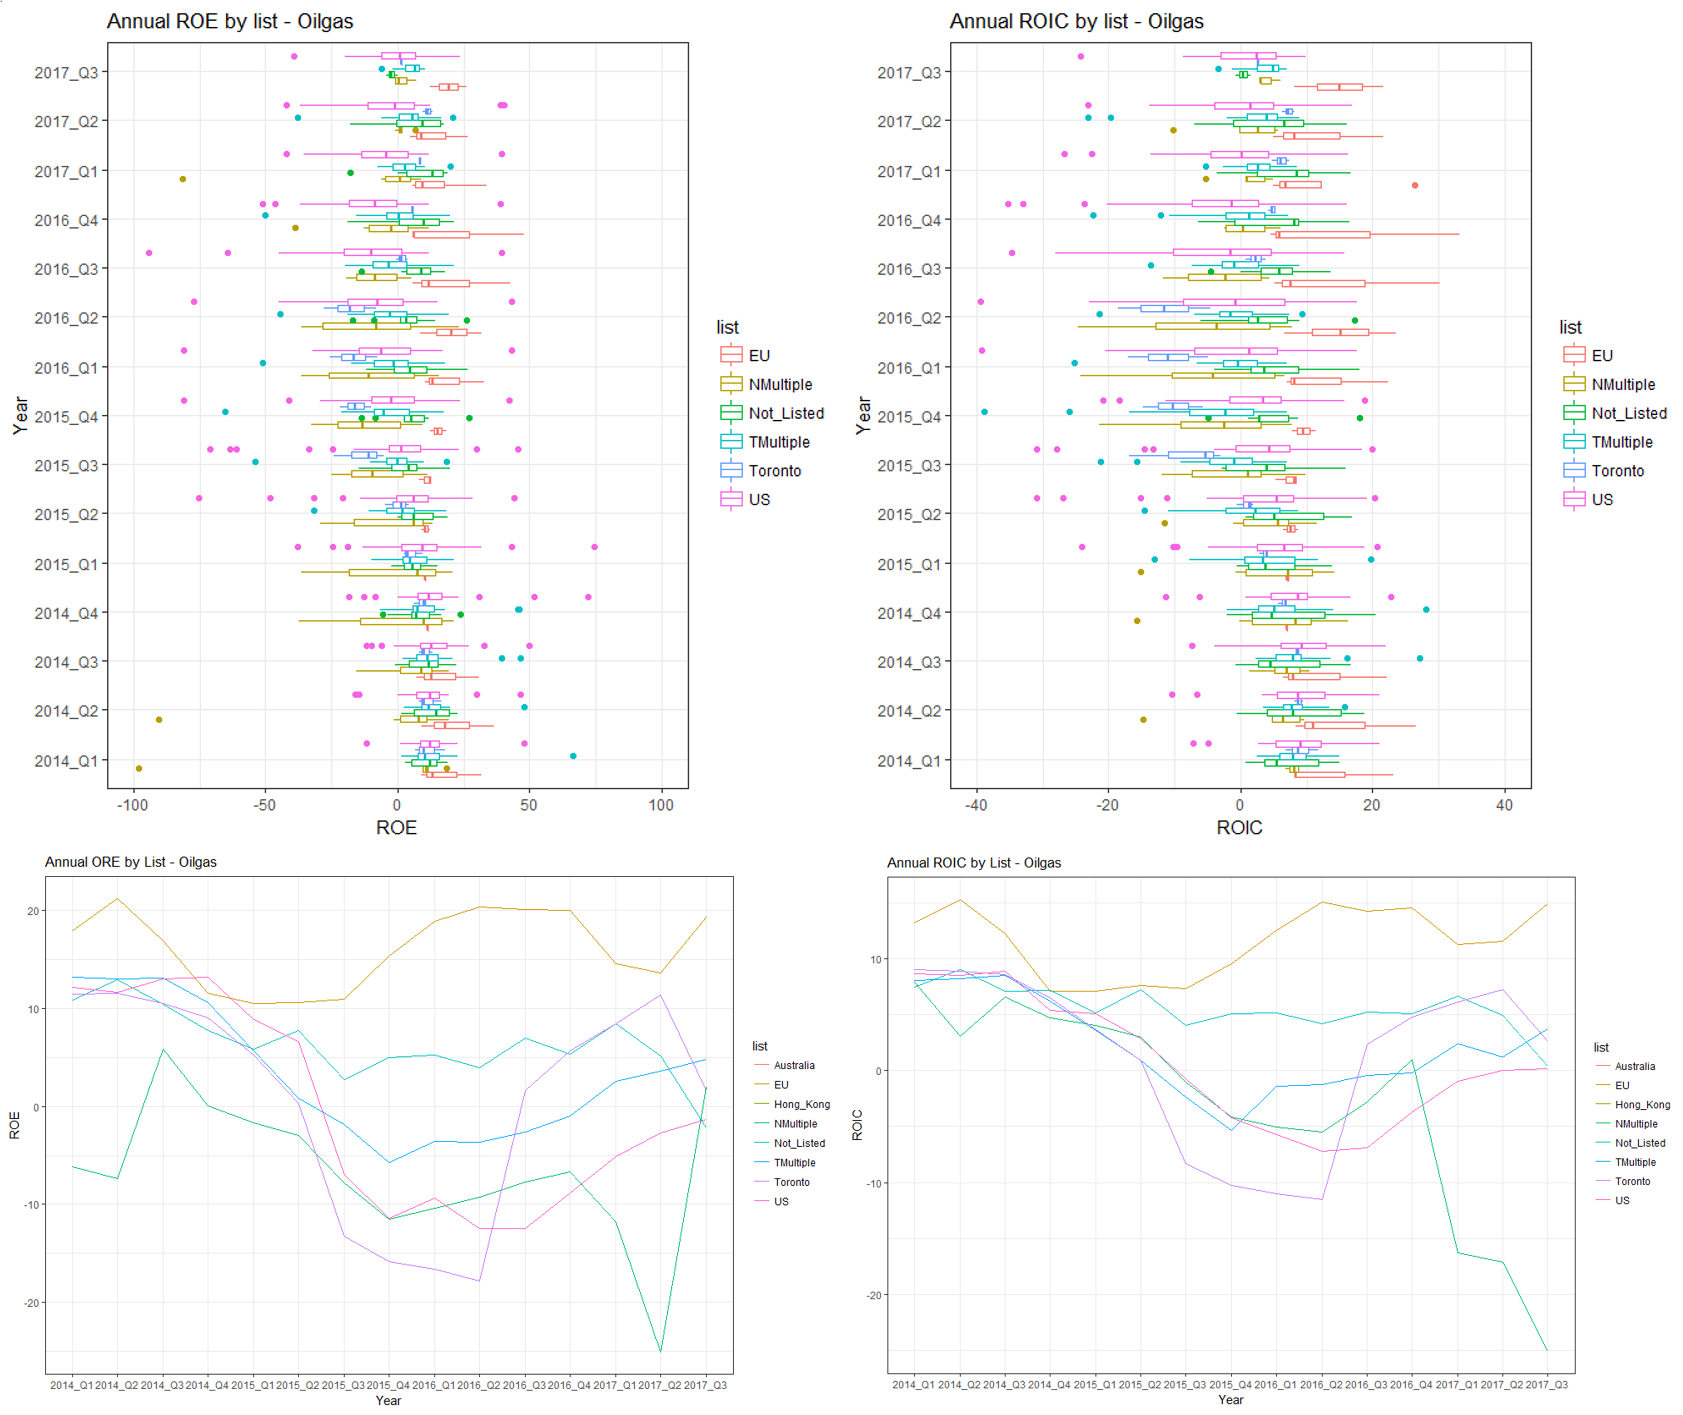 Annual ROE by list - Oilgas
2017_Q3
2017_Q2
2017_Q1
2016_Q4
2016_Q3
2016_Q2
2016_Q1
2015_Q4
2015_Q3
2015_Q2
2015_Q1
2014_Q4
2014_Q3
2014_Q2
2014_Q1
Year
-100 -50 0 50 100
ROE
list
EU
NMultiple
Not_Listed
TMultiple
Toronto
US
Annual ROIC by list - Oilgas
2017_Q3
2017_Q2
2017_Q1
2016_Q4
2016_Q3
2016_Q2
2016_Q1
2015_Q4
2015_Q3
2015_Q2
2015_Q1
2014_Q4
2014_Q3
2014_Q2
2014_Q1
Year
-40 -20 0 20 40
ROIC
list
EU
NMultiple
Not_Listed
TMultiple
Toronto
US
Annual ORE by List - Oilgas
20
10
0
-10
-20
ROE
2014_Q1 2014_Q2 2014_Q3 2014_Q4 2015_Q1 2015_Q2 2015_Q3 2015_Q4 2016_Q1 2016_Q2 2016_Q3 2016_Q4 2017_Q1 2017_Q2 2017_Q3
Year
list
Australia
EU
Hong_Kong
NMultiple
Not_Listed
TMultiple
Toronto
US
Annual ROIC by List - Oilgas
10
0
-10
-20
ROIC
2014_Q1 2014_Q2 2014_Q3 2014_Q4 2015_Q1 2015_Q2 2015_Q3 2015_Q4 2016_Q1 2016_Q2 2016_Q3 2016_Q4 2017_Q1 2017_Q2 2017_Q3
Year
list
Australia
EU
Hong_Kong
NMultiple
Not_Listed
TMultiple
Toronto
US